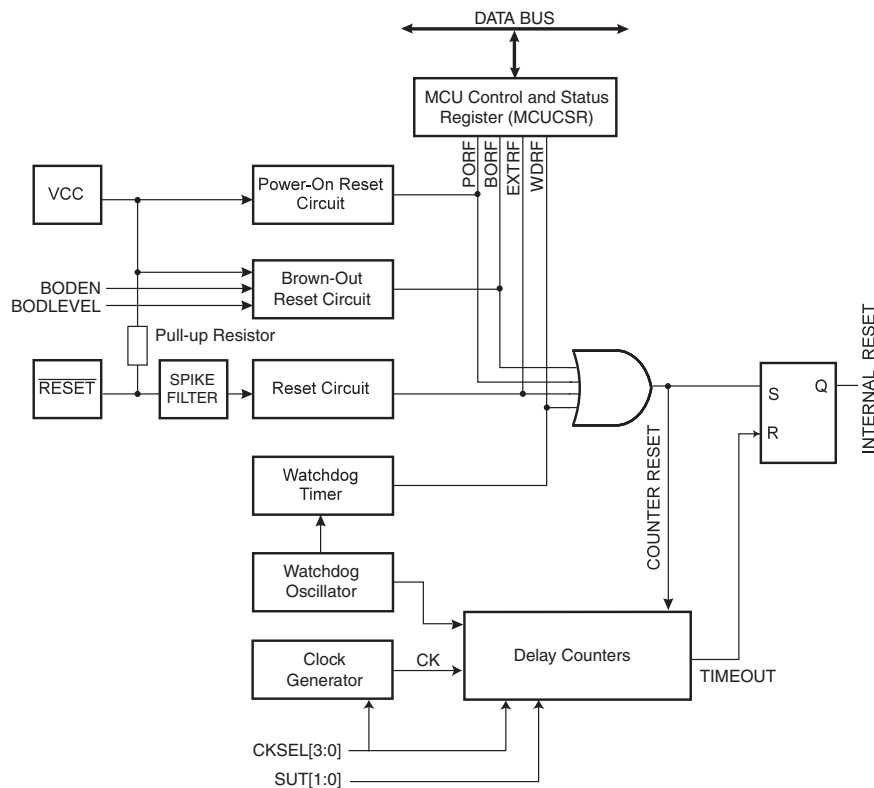 DATA BUS
MCU Control and Status
Register (MCUCSR)
PORF
BORF
EXTRF
WDRF
VCC
Power-On Reset
Circuit
BODEN
BODLEVEL
Brown-Out
Reset Circuit
Pull-up Resistor
RESET
SPIKE
FILTER
Reset Circuit
S
Q
R
INTERNAL RESET
COUNTER RESET
Watchdog
Timer
Watchdog
Oscillator
Clock
Generator
CK
Delay Counters
TIMEOUT
CKSEL[3:0]
SUT[1:0]